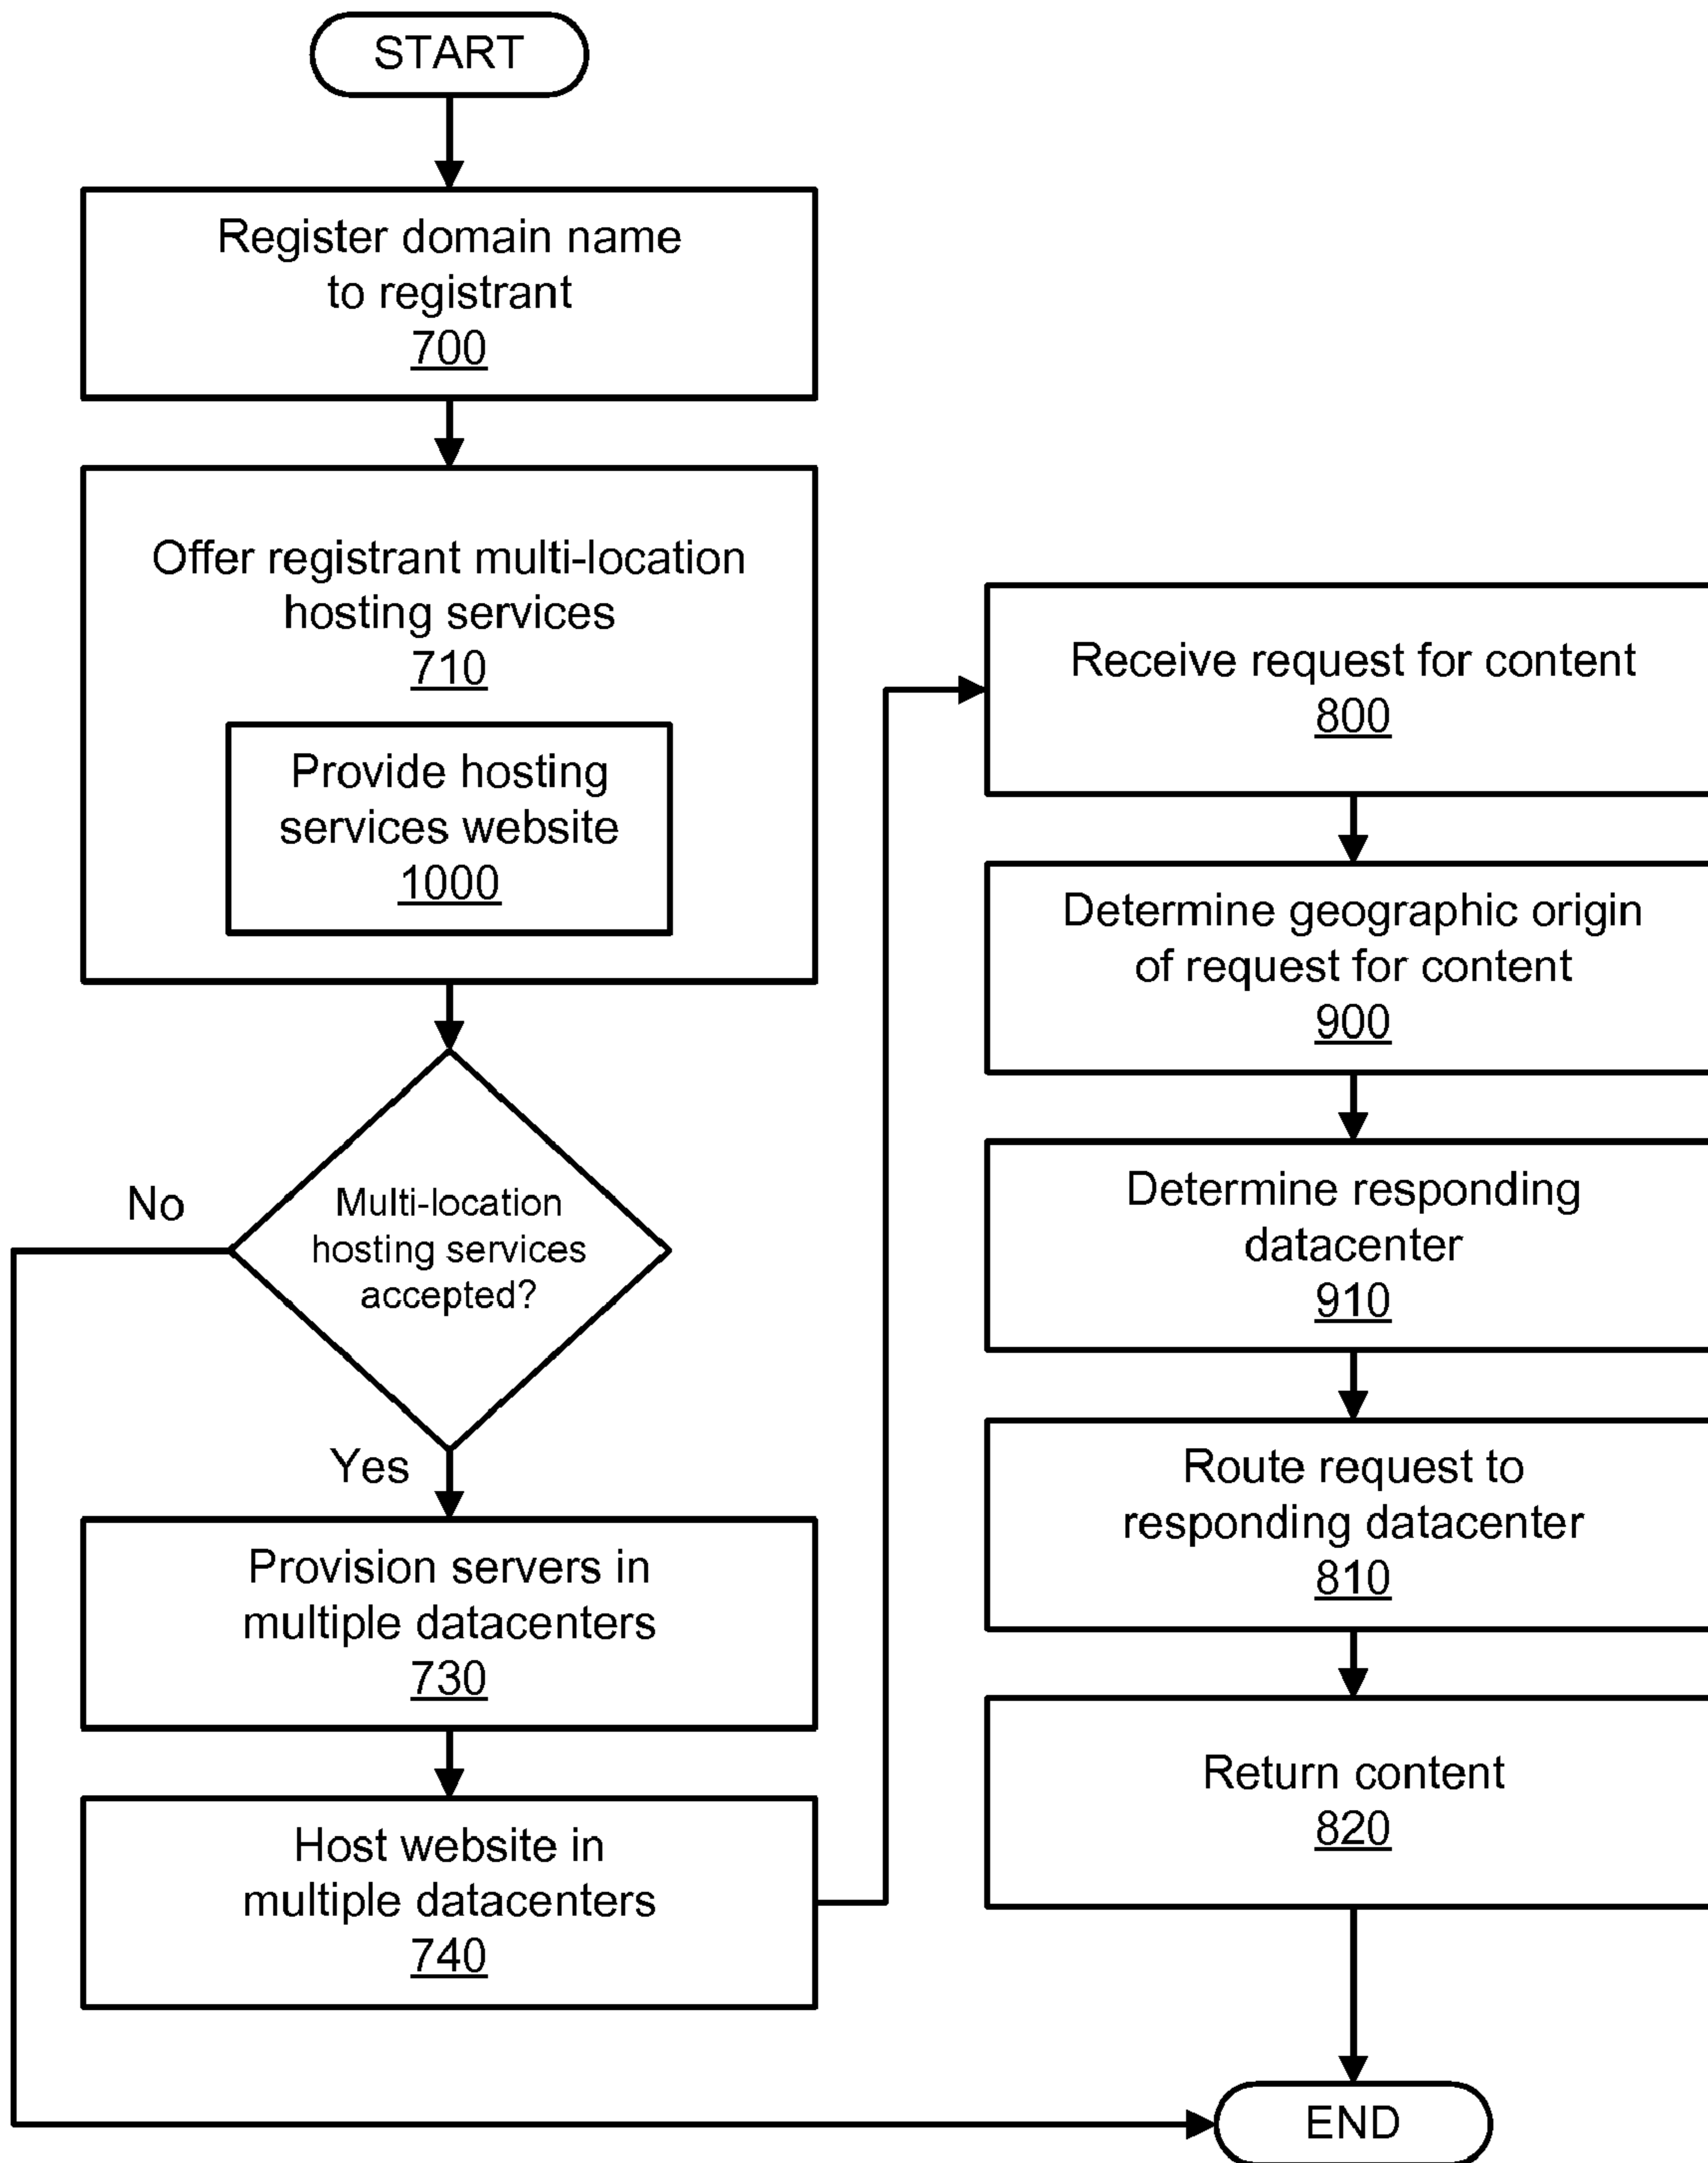 START
Register domain name
to registrant
700
Offer registrant multi-location
hosting services
710
Provide hosting
services website
1000
No
Multi-location
hosting services
accepted?
Yes
Provision servers in
multiple datacenters
730
Host website in
multiple datacenters
740
Receive request for content
800
Determine geographic origin
of request for content
900
Determine responding
datacenter
910
Route request to
responding datacenter
810
Return content
820
END